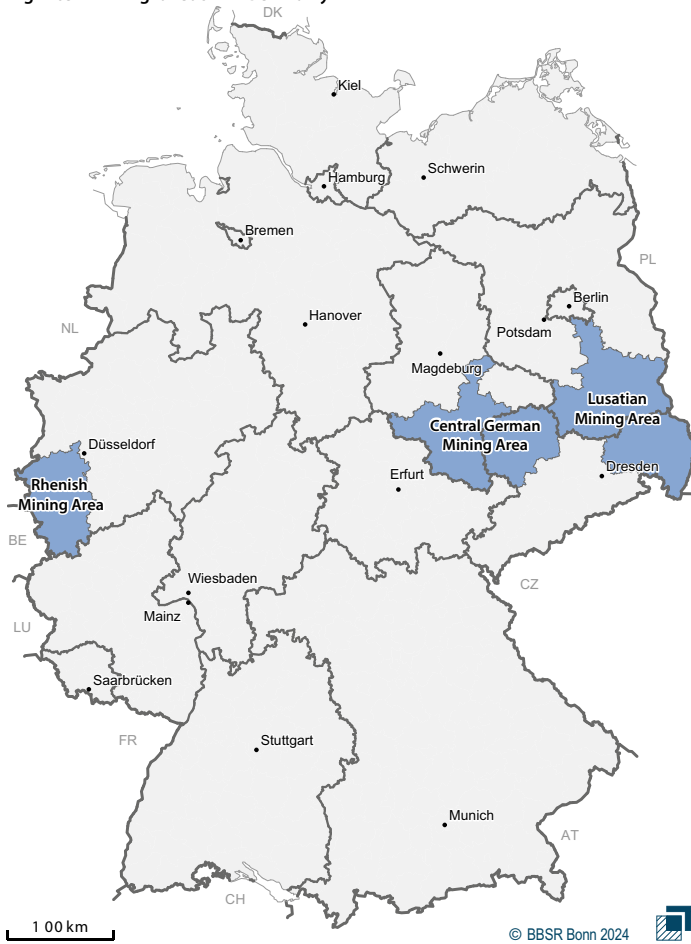 DK
Kiel
Schwerin
Hamburg
Bremen
PL
Berlin
Hanover
Potsdam
NL
Magdeburg
Lusatian
Mining Area
Central German
Mining Area
Düsseldorf
Dresden
Erfurt
Rhenish
Mining Area
BE
Wiesbaden
CZ
Mainz
LU
Saarbrücken
FR
Stuttgart
Munich
AT
CH
1 00 km
© BBSR Bonn 2024